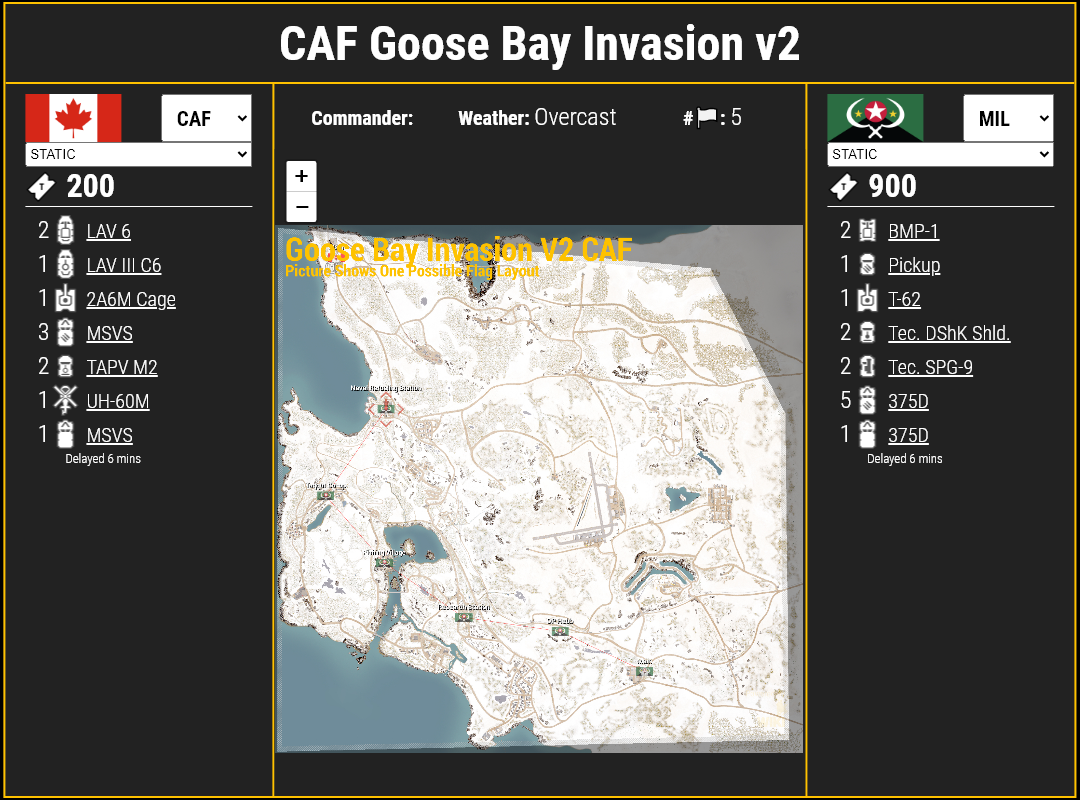 CAF Goose Bay Invasion v2
CAF
STATIC
200
2 LAV 6
1 LAV III C6
1 2A6M Cage
3 MSVS
2 TAPV M2
1 UH-60M
1 MSVS
Delayed 6 mins
Commander:
Weather: Overcast
# : 5
+
−
Goose Bay Invasion V2 CAF
Picture Shows One Possible Flag Layout
Naval Refueling Station
Fishing Village
Research Station
MIL
STATIC
900
2 BMP-1
1 Pickup
1 T-62
2 Tec. DShK Shld.
2 Tec. SPG-9
5 375D
1 375D
Delayed 6 mins